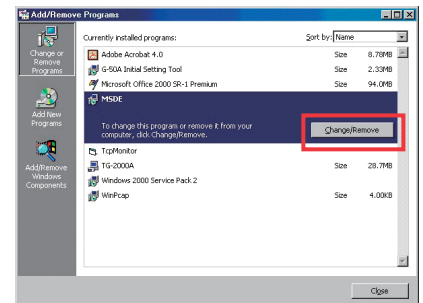 Add/Remove Programs
Change or
Remove
Programs
Add New
Programs
Add/Remove
Windows
Components
Currently installed programs:
Sort by: Name
Adobe Acrobat 4.0 Size 8.78MB
G-50A Initial Setting Tool Size 2.33MB
Microsoft Office 2000 SR-1 Premium Size 94.0MB
MSDE
To change this program or remove it from your
computer, click Change/Remove.
Change/Remove
TcpMonitor
TG-2000A Size 28.7MB
Windows 2000 Service Pack 2
WinPcap Size 4.00KB
Close